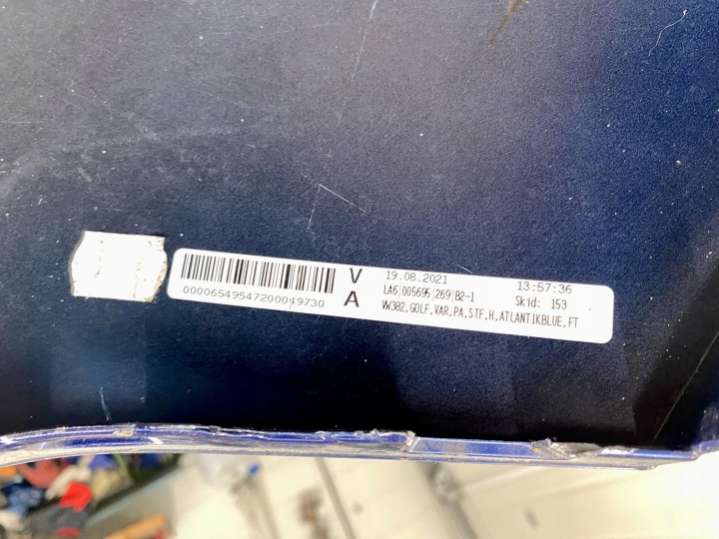 V 19.08.2021 13:57:36
A LA6 005695 269 B2-1 Skid: 153
00006549547200049730
VW382,GOLF,VAR,PA,STF,H,ATLANTIKBLUE,FT